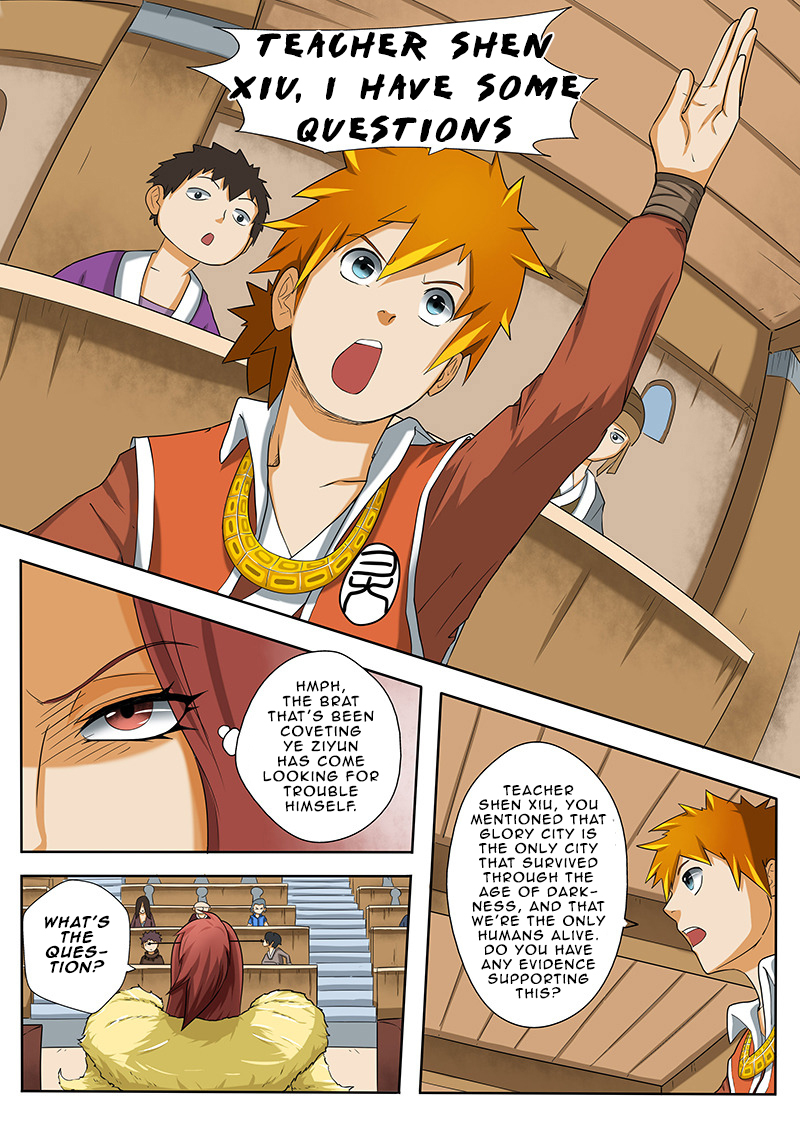 TEACHER SHEN
XIU, I HAVE SOME
QUESTIONS
HMPH,
THE BRAT
THAT'S BEEN
COVETING
YE ZIYUN
HAS COME
LOOKING FOR
TROUBLE
HIMSELF.
WHAT'S
THE
QUES-
TION?
TEACHER
SHEN XIU, YOU
MENTIONED THAT
GLORY CITY IS
THE ONLY CITY
THAT SURVIVED
THROUGH THE
AGE OF DARK-
NESS, AND THAT
WE'RE THE ONLY
HUMANS ALIVE.
DO YOU HAVE
ANY EVIDENCE
SUPPORTING
THIS?